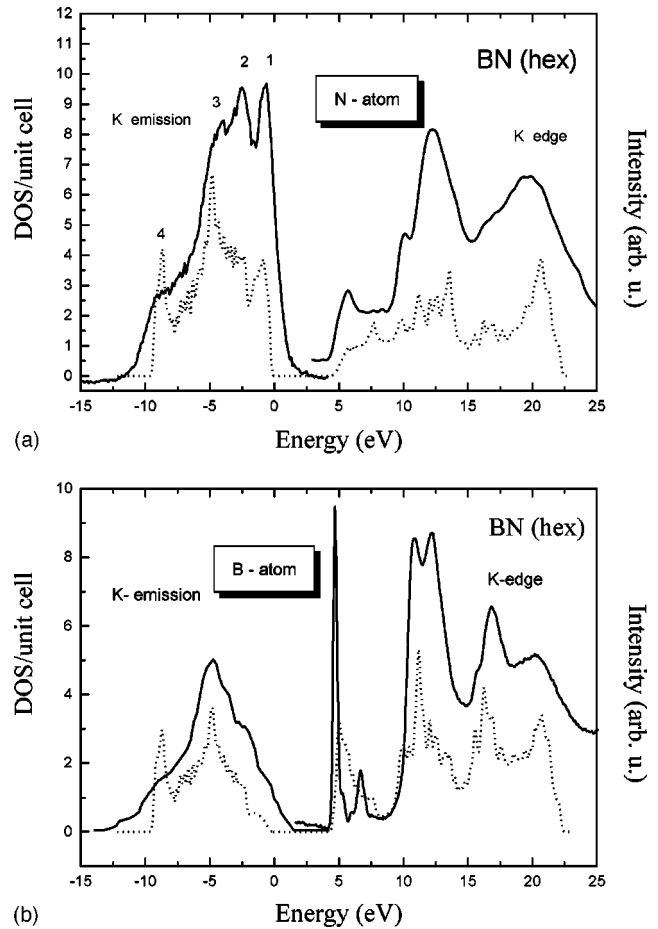 BN (hex)
N - atom
K emission
K edge
1
2
3
4
DOS/unit cell
Intensity (arb. u.)
12
11
10
9
8
7
6
5
4
3
2
1
0
-15 -10 -5 0 5 10 15 20 25
Energy (eV)
(a)
BN (hex)
B - atom
K- emission
K-edge
DOS/unit cell
Intensity (arb. u.)
10
8
6
4
2
0
-15 -10 -5 0 5 10 15 20 25
Energy (eV)
(b)